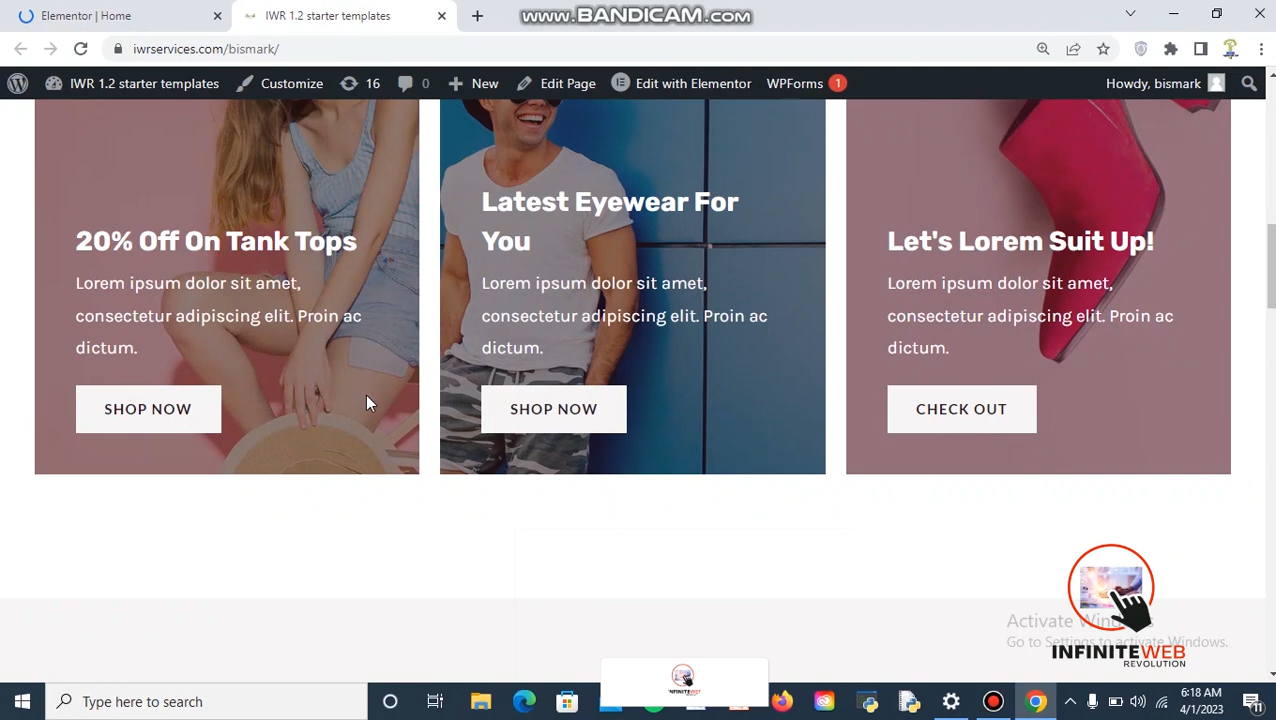 Elementor | Home
IWR 1.2 starter templates
www.BANDICAM.com
iwrservices.com/bismark/
IWR 1.2 starter templates
Customize
16
0
New
Edit Page
Edit with Elementor
WPForms 1
Howdy, bismark
20% Off On Tank Tops
Lorem ipsum dolor sit amet,
consectetur adipiscing elit. Proin ac
dictum.
SHOP NOW
Latest Eyewear For
You
Lorem ipsum dolor sit amet,
consectetur adipiscing elit. Proin ac
dictum.
SHOP NOW
Let's Lorem Suit Up!
Lorem ipsum dolor sit amet,
consectetur adipiscing elit. Proin ac
dictum.
CHECK OUT
Activate Windows
Go to Settings to activate Windows.
INFINITEWEB
REVOLUTION
Type here to search
6:18 AM
4/1/2023
11